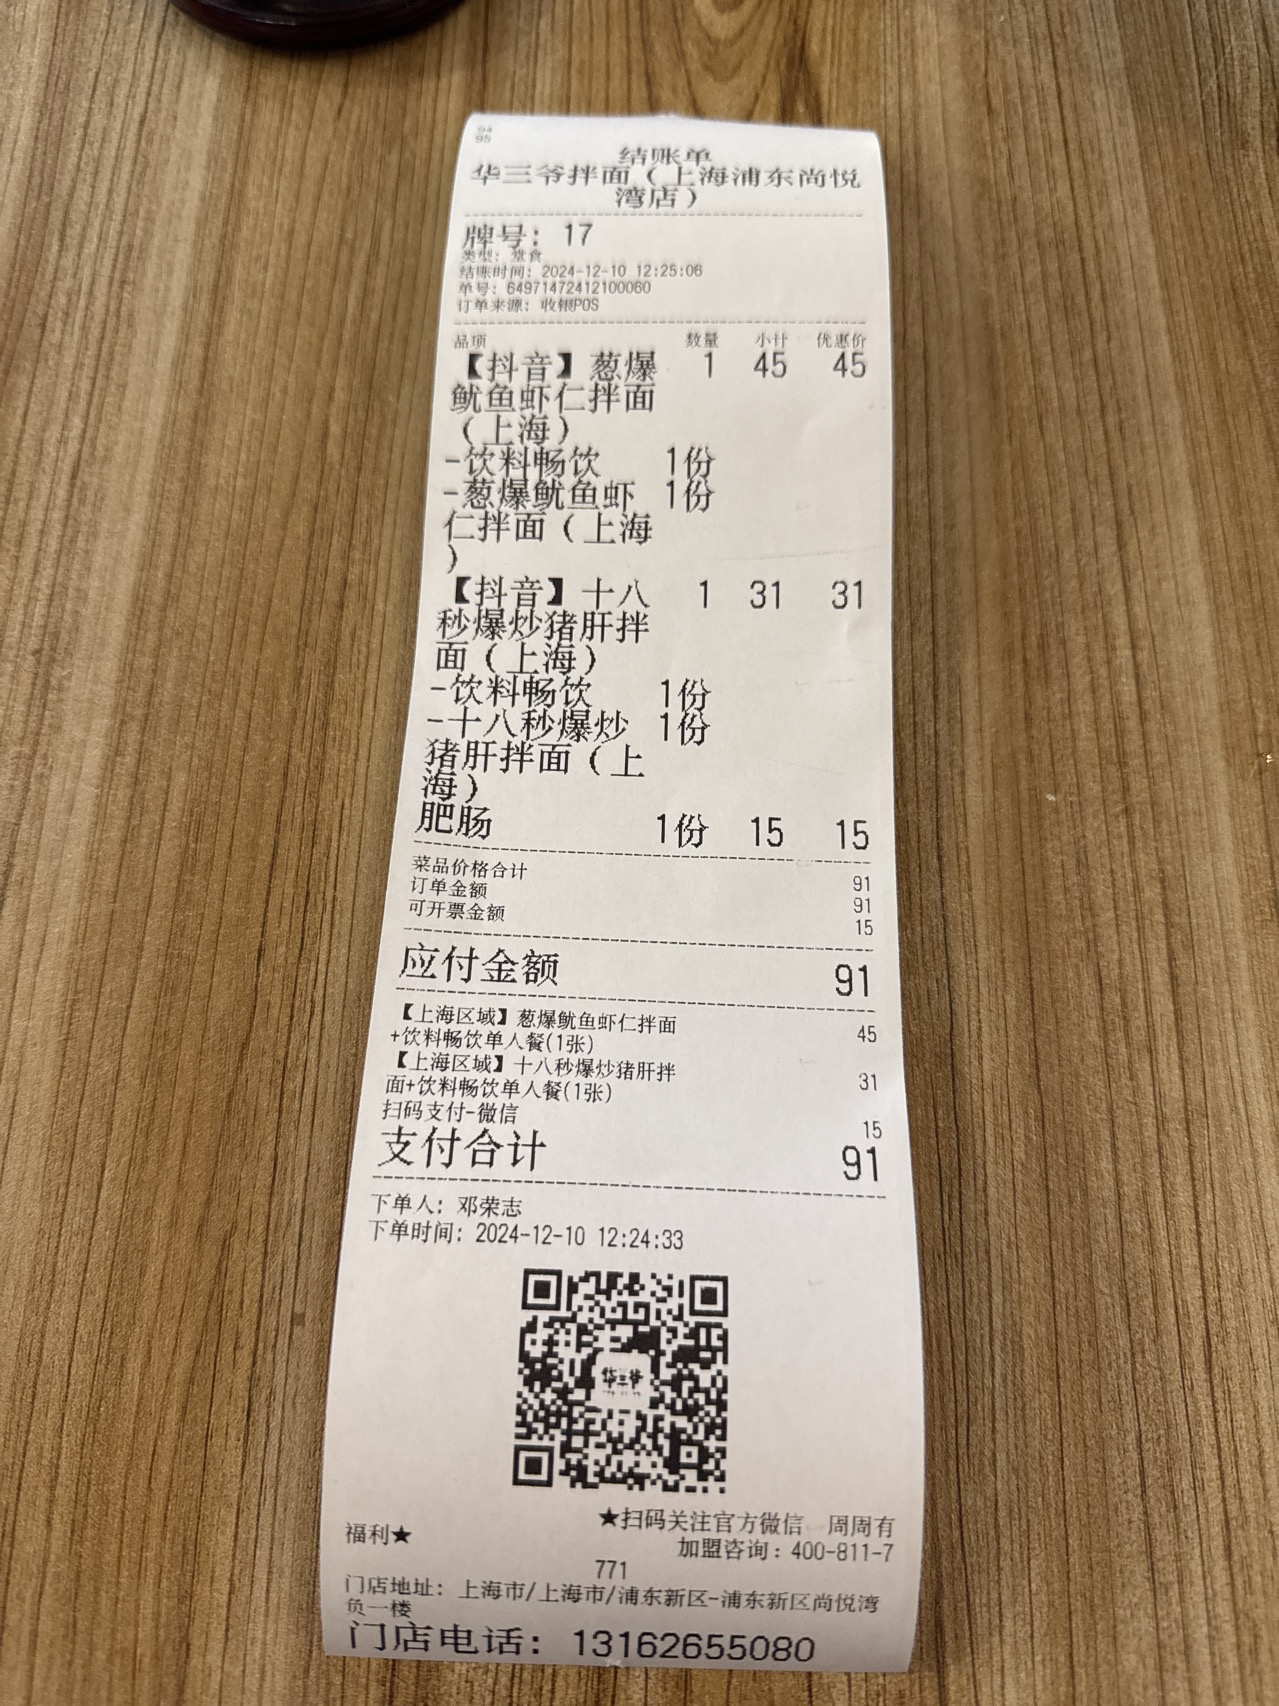 94
95
结账单
华三爷拌面（上海浦东尚悦
湾店）
牌号: 17
类型: 堂食
结账时间: 2024-12-10 12:25:06
单号: 64971472412100060
订单来源: 收银POS
品项 数量 小计 优惠价
【抖音】葱爆 1 45 45
鱿鱼虾仁拌面
（上海）
-饮料畅饮 1份
-葱爆鱿鱼虾 1份
仁拌面（上海
）
【抖音】十八 1 31 31
秒爆炒猪肝拌
面（上海）
-饮料畅饮 1份
-十八秒爆炒 1份
猪肝拌面（上
海）
肥肠 1份 15 15
菜品价格合计 91
订单金额 91
可开票金额 15
应付金额 91
【上海区域】葱爆鱿鱼虾仁拌面 45
+饮料畅饮单人餐(1张)
【上海区域】十八秒爆炒猪肝拌 31
面+饮料畅饮单人餐(1张)
扫码支付-微信 15
支付合计 91
下单人: 邓荣志
下单时间: 2024-12-10 12:24:33
华三爷
★扫码关注官方微信 周周有
福利★
加盟咨询: 400-811-7
771
门店地址: 上海市/上海市/浦东新区-浦东新区尚悦湾
负一楼
门店电话: 13162655080